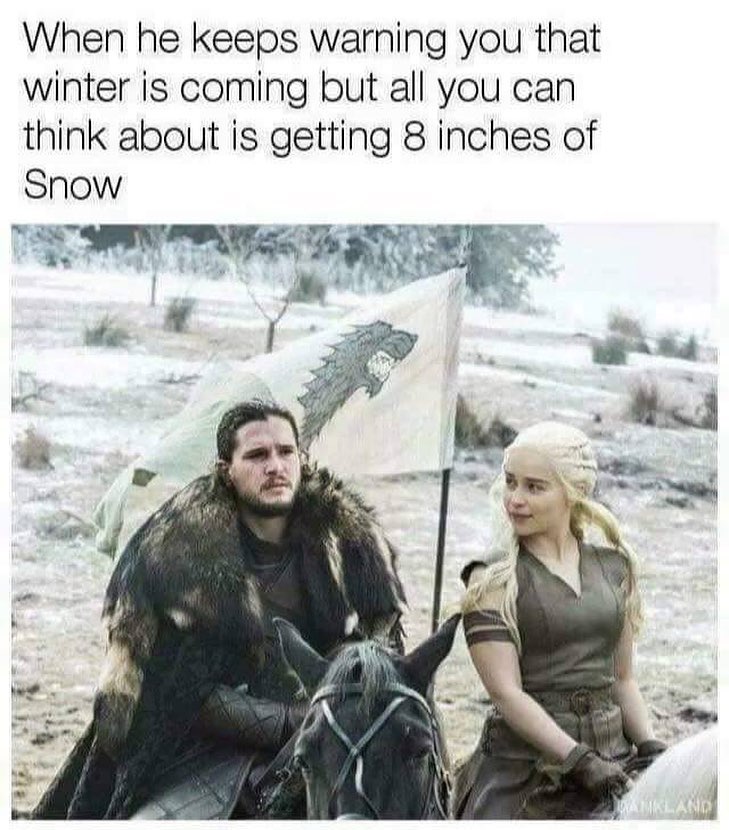 When he keeps warning you that
winter is coming but all you can
think about is getting 8 inches of
Snow
DANKLAND